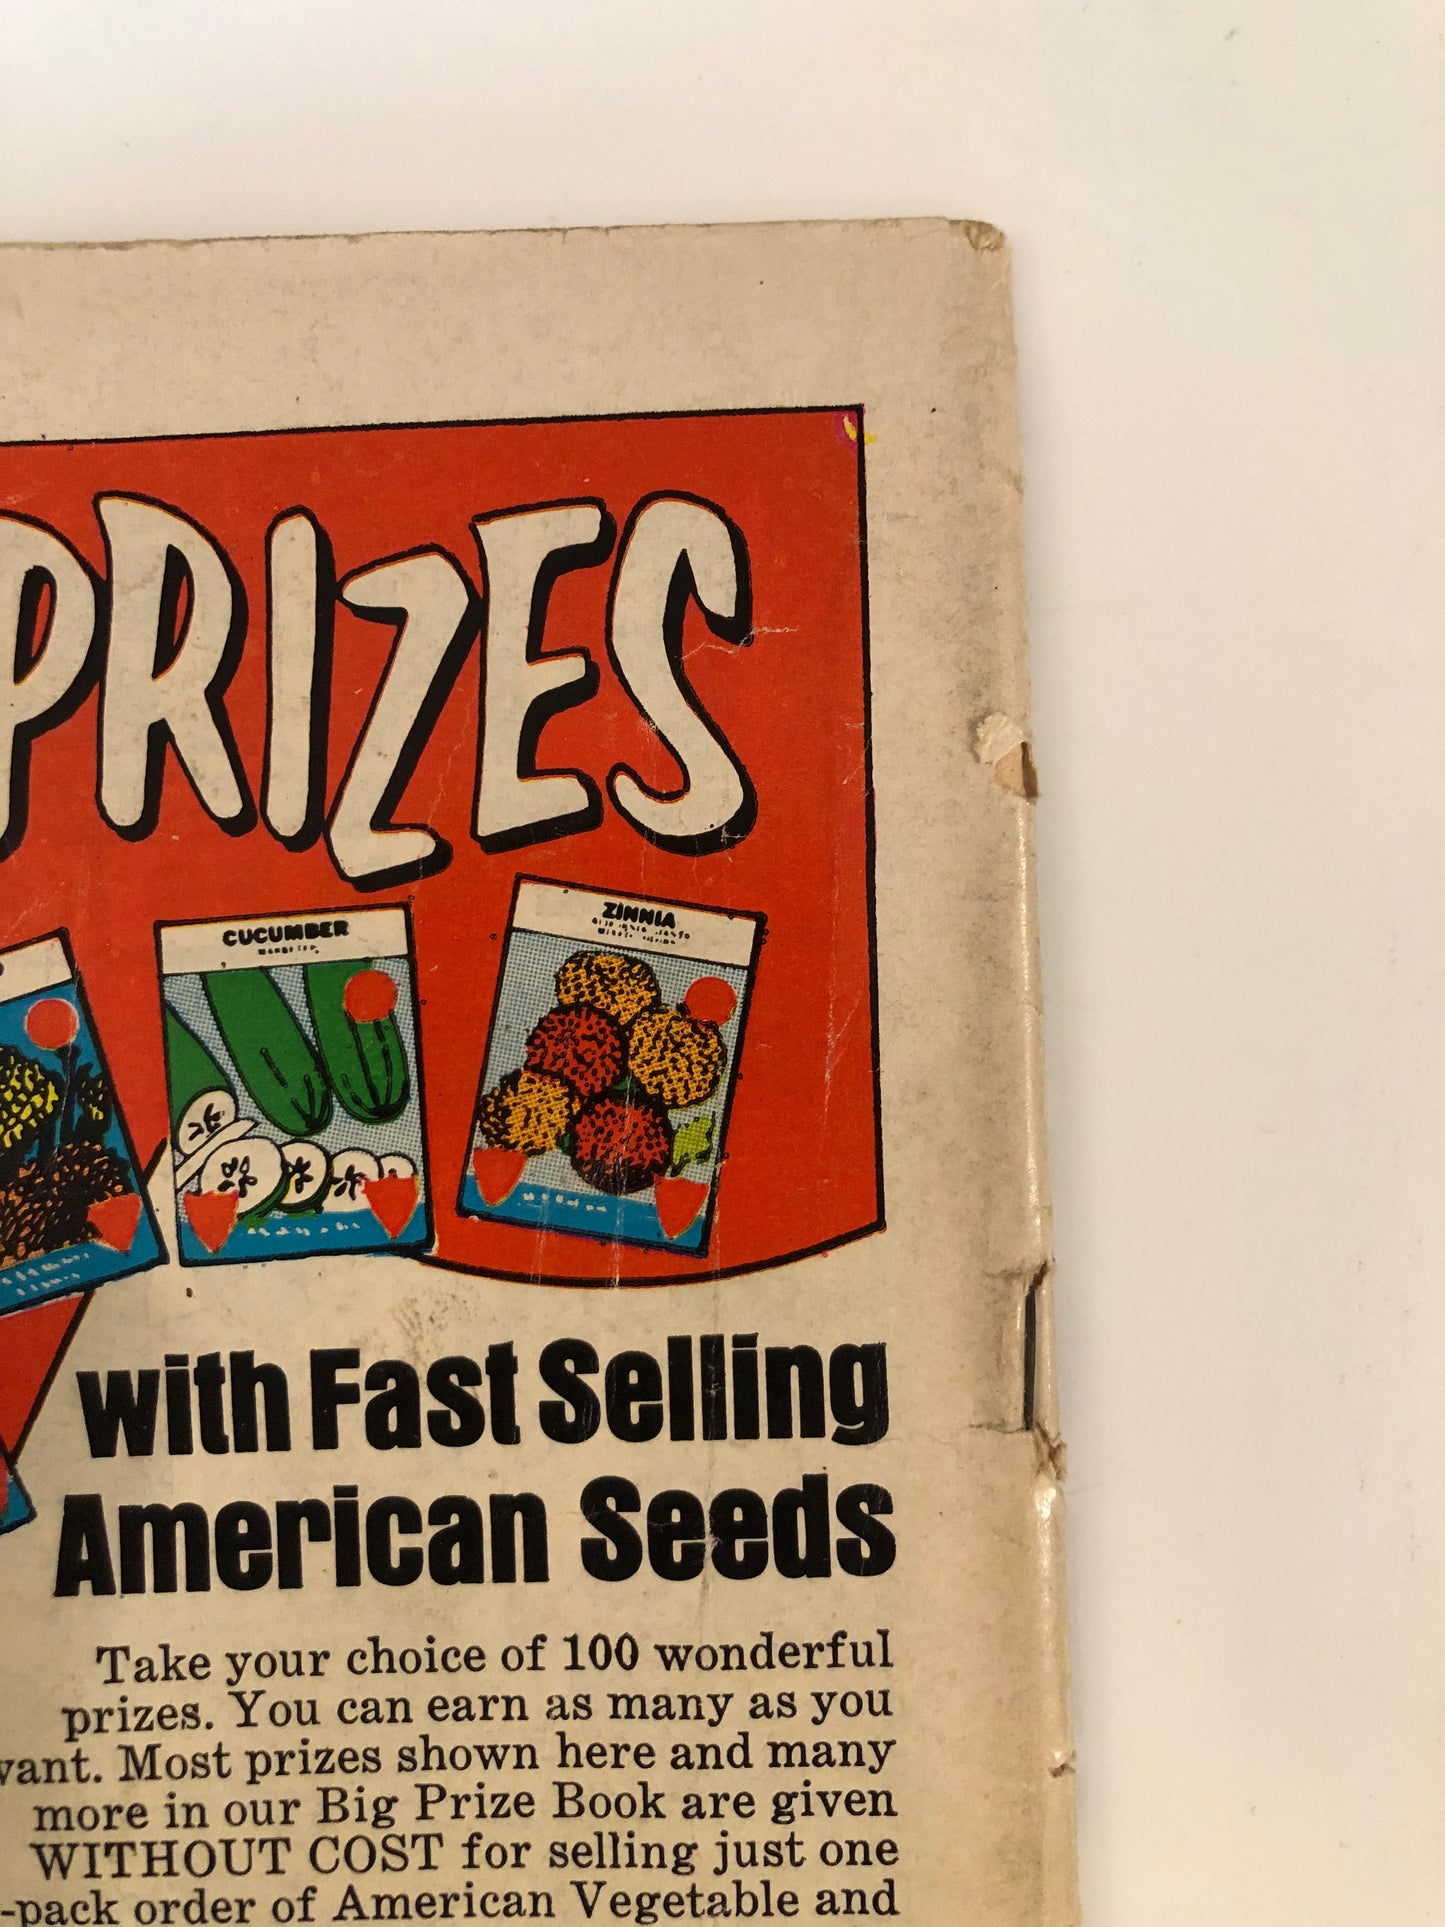 PRIZES
CUCUMBER
ZINNIA
with Fast Selling
American Seeds
Take your choice of 100 wonderful
prizes. You can earn as many as you
want. Most prizes shown here and many
more in our Big Prize Book are given
WITHOUT COST for selling just one
-pack order of American Vegetable and